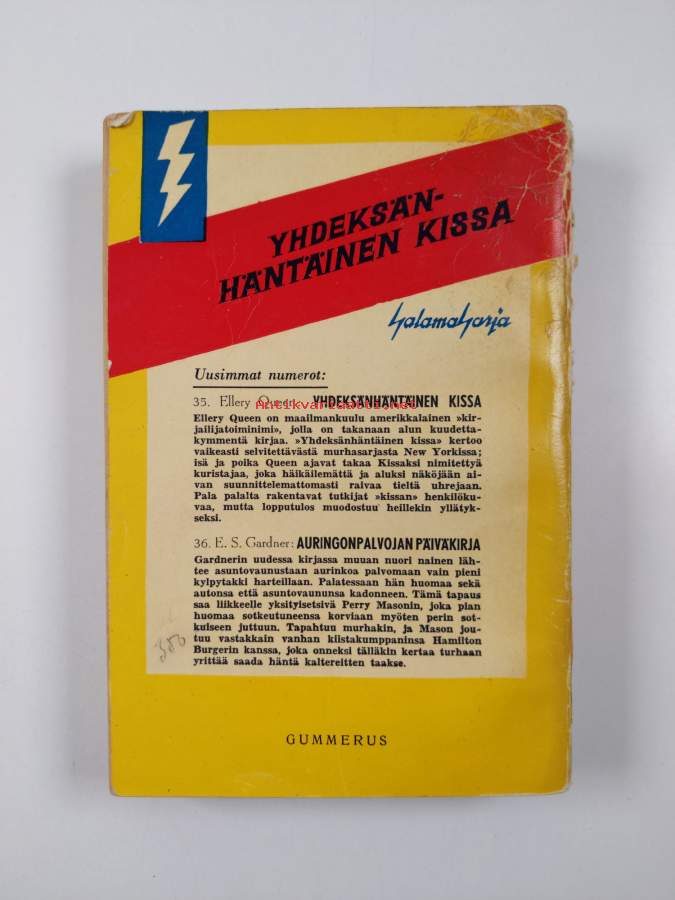 YHDEKSÄN-
HÄNTÄINEN KISSA
Salamasarja
Uusimmat numerot:
35. Ellery Queen: YHDEKSÄNHÄNTÄINEN KISSA
Antikvariaatti.net
Ellery Queen on maailmankuulu amerikkalainen »kir-
jailijatoiminimi», jolla on takanaan alun kuudetta-
kymmentä kirjaa. »Yhdeksänhäntäinen kissa» kertoo
vaikeasti selvitettävästä murhasarjasta New Yorkissa;
isä ja poika Queen ajavat takaa Kissaksi nimitettyä
kuristajaa, joka häikäilemättä ja aluksi näköjään ai-
van suunnittelemattomasti raivaa tieltä uhrejaan.
Pala palalta rakentavat tutkijat »kissan» henkilöku-
vaa, mutta lopputulos muodostuu heillekin yllätyk-
seksi.
36. E. S. Gardner: AURINGONPALVOJAN PÄIVÄKIRJA
Gardnerin uudessa kirjassa muuan nuori nainen läh-
tee asuntovaunustaan aurinkoa palvomaan vain pieni
kylpytakki harteillaan. Palatessaan hän huomaa sekä
autonsa että asuntovaununsa kadonneen. Tämä tapaus
saa liikkeelle yksityisetsivä Perry Masonin, joka pian
huomaa sotkeutuneensa korviaan myöten perin sot-
kuiseen juttuun. Tapahtuu murhakin, ja Mason jou-
tuu vastakkain vanhan kiistakumppaninsa Hamilton
Burgerin kanssa, joka onneksi tälläkin kertaa turhaan
yrittää saada häntä kaltereitten taakse.
350
GUMMERUS